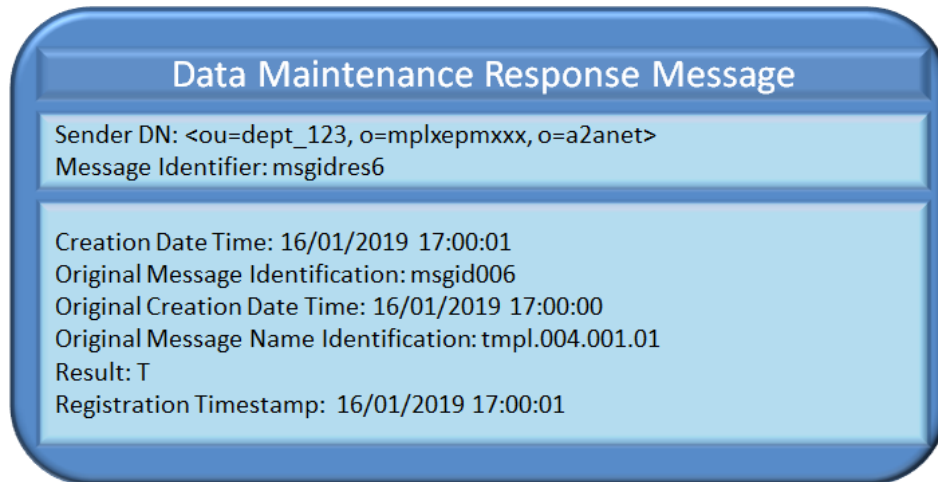 Data Maintenance Response Message
Sender DN: <ou=dept_123, o=mplxepmxxx, o=a2anet>
Message Identifier: msgidres6
Creation Date Time: 16/01/2019 17:00:01
Original Message Identification: msgid006
Original Creation Date Time: 16/01/2019 17:00:00
Original Message Name Identification: tmpl.004.001.01
Result: T
Registration Timestamp: 16/01/2019 17:00:01